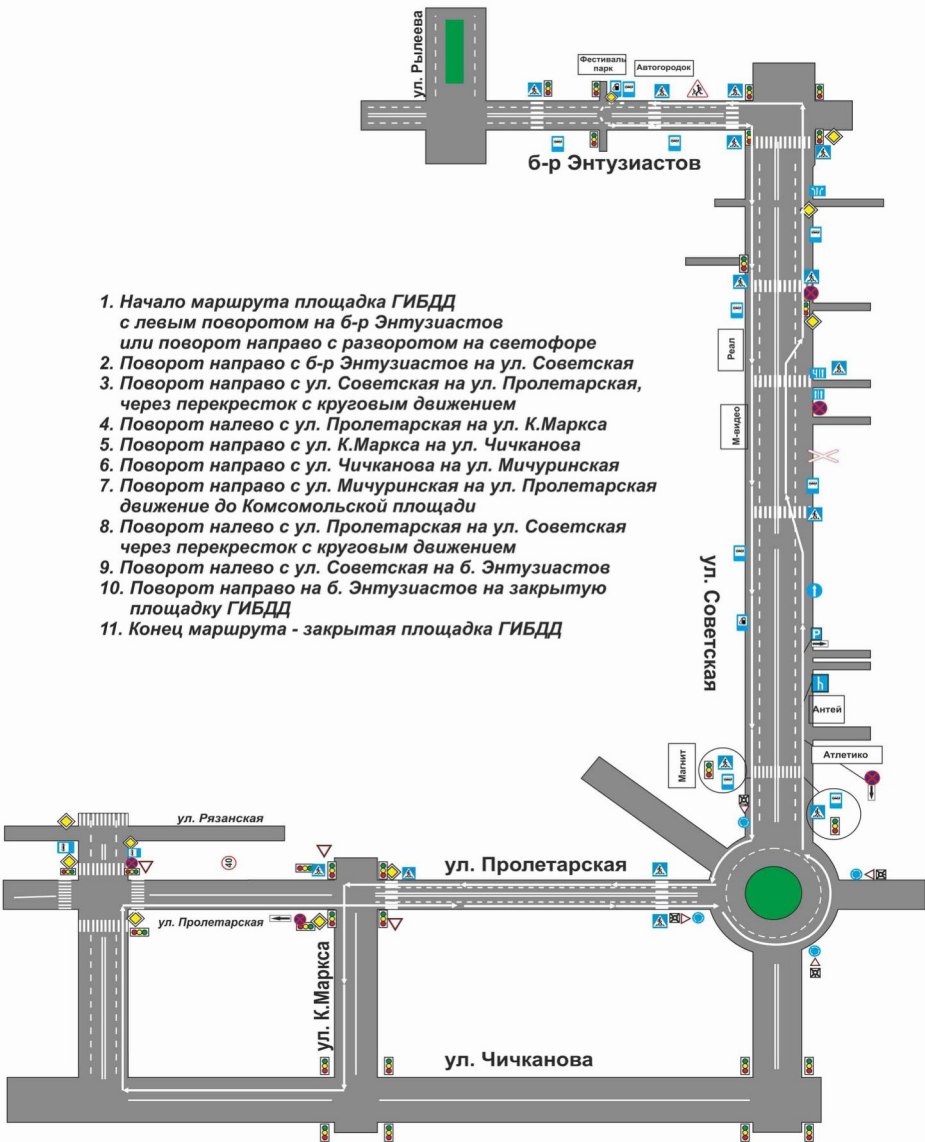 ул. Рылеева
Фестиваль
парк
Автогородок
б-р Энтузиастов
1. Начало маршрута площадка ГИБДД
с левым поворотом на б-р Энтузиастов
или поворот направо с разворотом на светофоре
2. Поворот направо с б-р Энтузиастов на ул. Советская
3. Поворот направо с ул. Советская на ул. Пролетарская,
через перекресток с круговым движением
4. Поворот налево с ул. Пролетарская на ул. К.Маркса
5. Поворот направо с ул. К.Маркса на ул. Чичканова
6. Поворот направо с ул. Чичканова на ул. Мичуринская
7. Поворот направо с ул. Мичуринская на ул. Пролетарская
движение до Комсомольской площади
8. Поворот налево с ул. Пролетарская на ул. Советская
через перекресток с круговым движением
9. Поворот налево с ул. Советская на б. Энтузиастов
10. Поворот направо на б. Энтузиастов на закрытую
площадку ГИБДД
11. Конец маршрута - закрытая площадка ГИБДД
Реал
М-видео
ул. Советская
P
Антей
Атлетико
Магнит
ул. Рязанская
40
ул. Пролетарская
ул. Пролетарская
ул. К.Маркса
ул. Чичканова